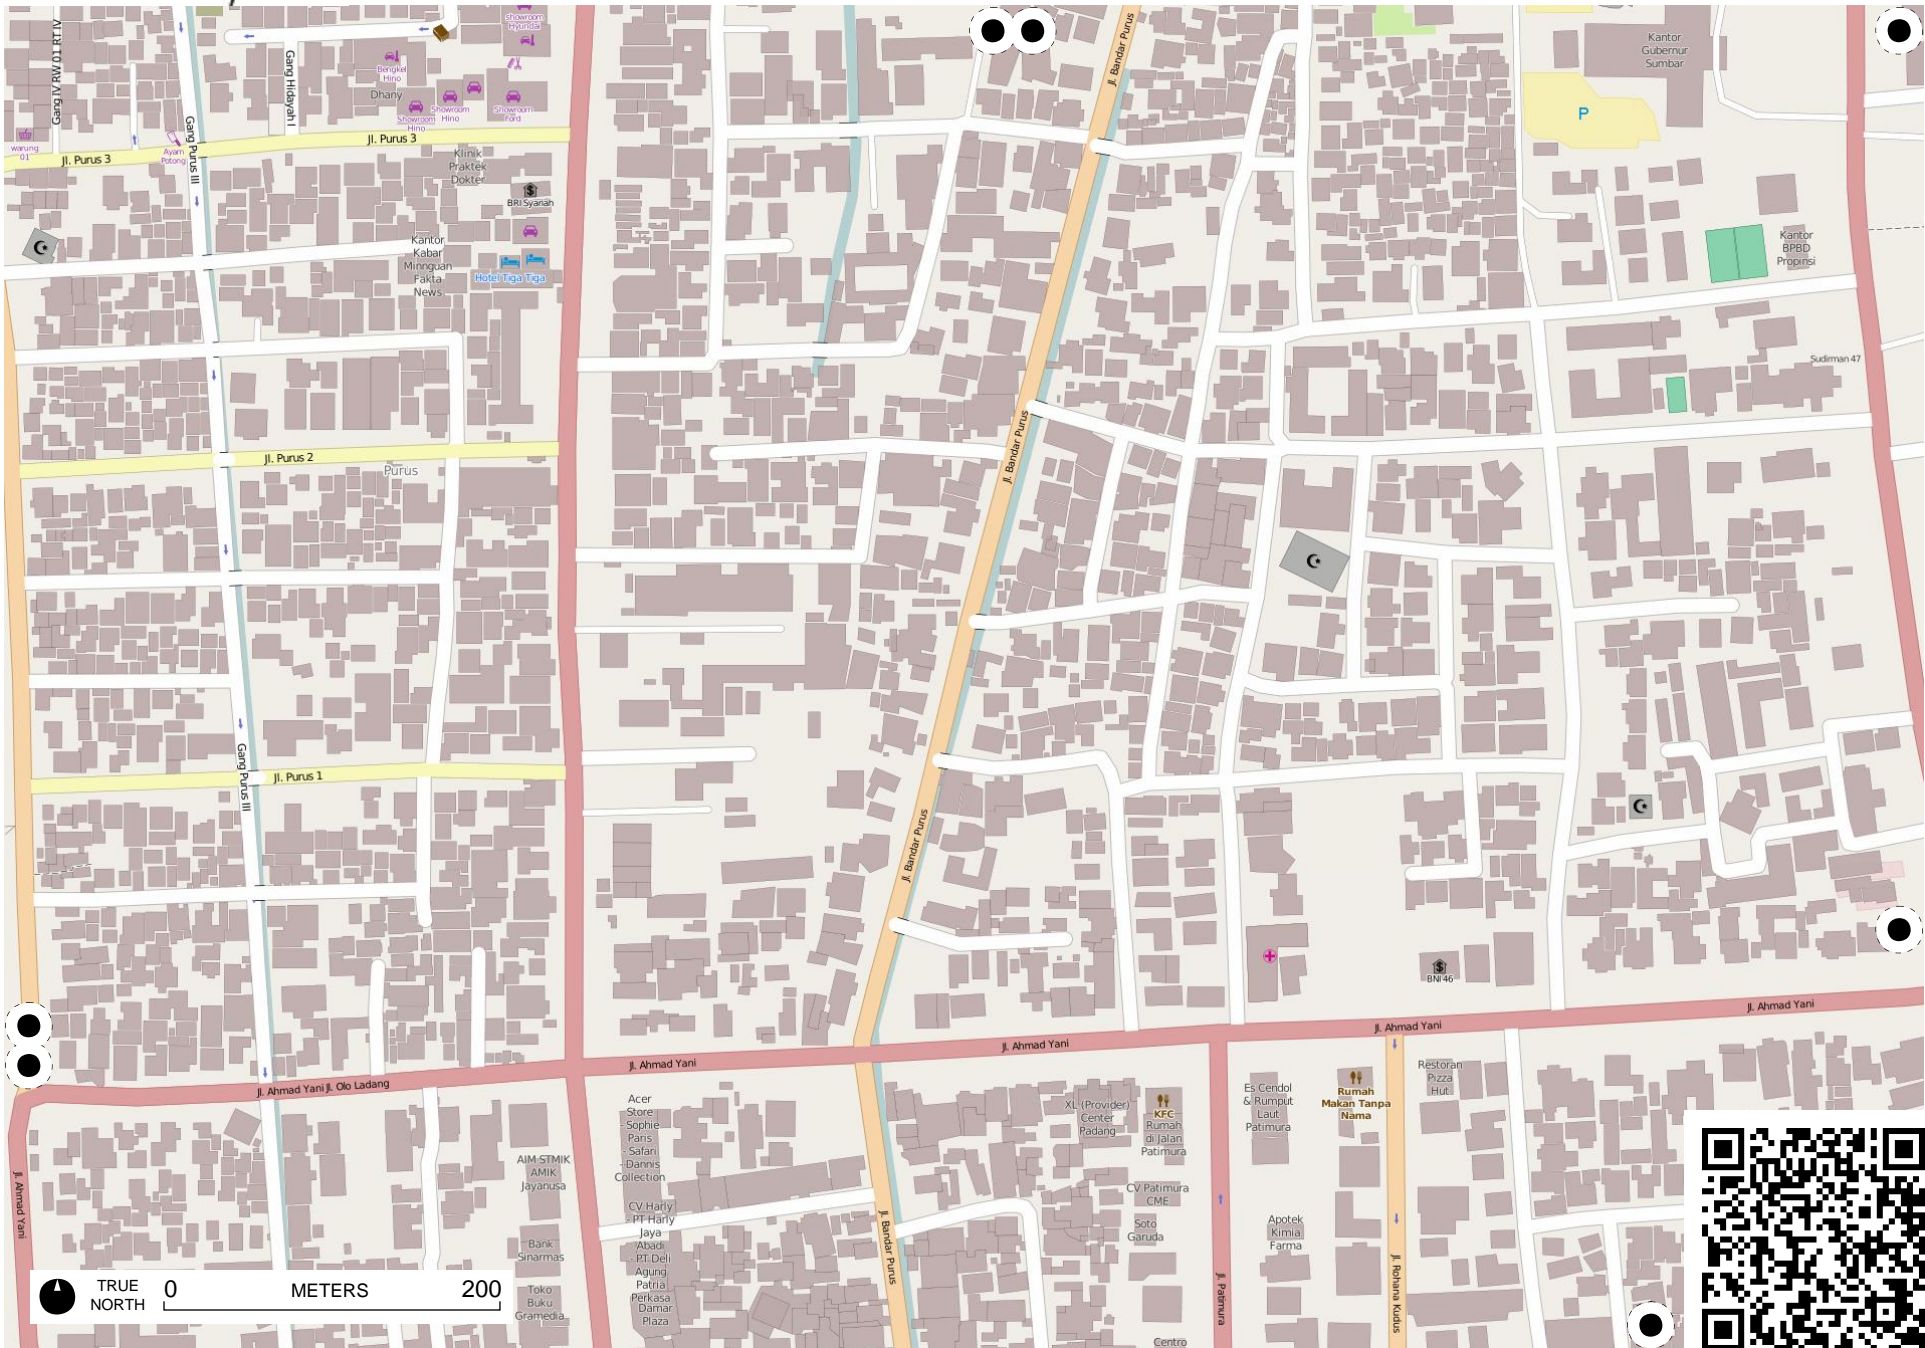 Gang IV RW 01 RT IV
Gang Hidayah I
showroom
Hyundai
Bengkel
Hino
Dhany
Showroom
Hino
Showroom
Hino
Showroom
Ford
warung
01
Ayam
Potong
Jl. Purus 3
Jl. Purus 3
Gang Purus III
Klinik
Praktek
Dokter
BRI Syariah
Kantor
Kabar
Minnguan
Fakta
News
Hotel Tiga Tiga
Jl. Bandar Purus
Kantor
Gubernur
Sumbar
P
Kantor
BPBD
Propinsi
Sudirman 47
Jl. Purus 2
Purus
Jl. Bandar Purus
Jl. Purus 1
Gang Purus III
Jl. Bandar Purus
BNI 46
Jl. Ahmad Yani
Jl. Ahmad Yani
Jl. Ahmad Yani
Jl. Ahmad Yani
Jl. Ahmad Yani
Jl. Olo Ladang
Acer
Store
- Sophie
Paris
- Safari
- Dannis
Collection
XL (Provider)
Center
Padang
KFC
Rumah
di Jalan
Patimura
Es Cendol
& Rumput
Laut
Patimura
Rumah
Makan Tanpa
Nama
Restoran
Pizza
Hut
AIM STMIK
AMIK
Jayanusa
CV Patimura
CME
Soto
Garuda
Apotek
Kimia
Farma
CV Harly
- PT Harly
Jaya
Abadi
- PT Deli
Agung
Patria
Perkasa
Damar
Plaza
Bank
Sinarmas
Toko
Buku
Gramedia
Jl. Ahmad Yani
Jl. Bandar Purus
Jl. Patimura
Jl. Rohana Kudus
Centro
TRUE
NORTH
0 METERS 200